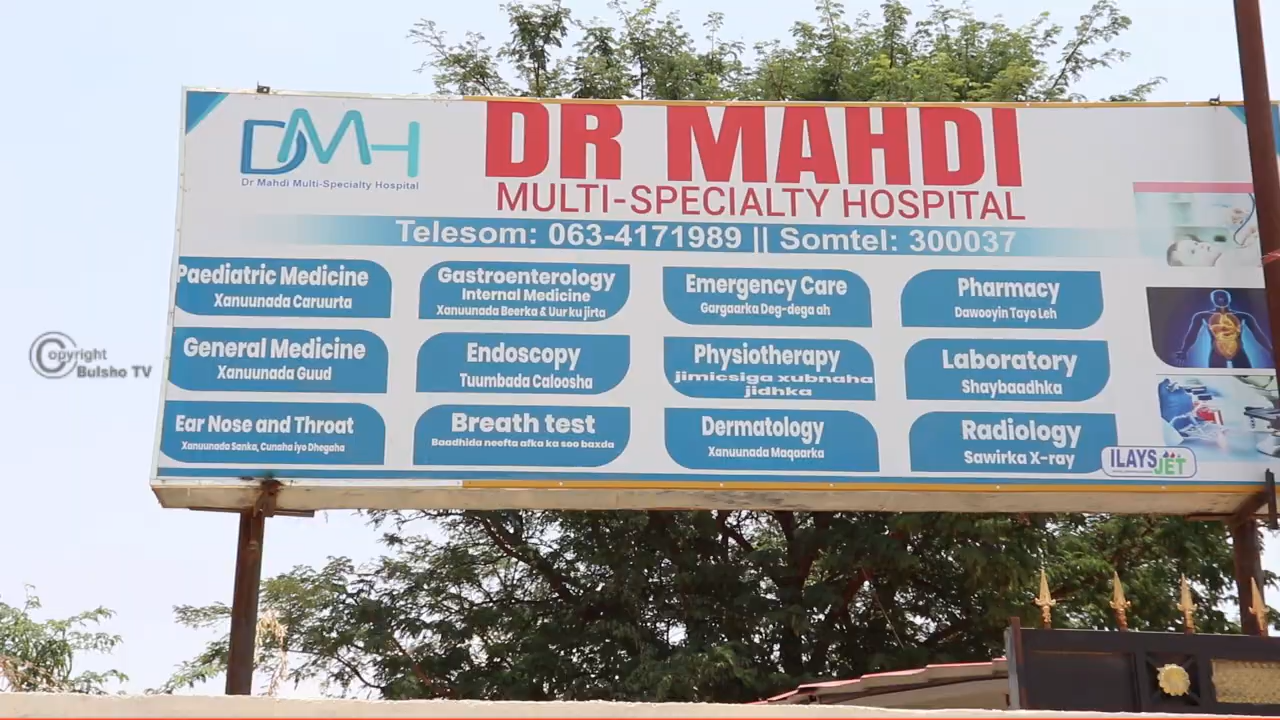 DMH
Dr Mahdi Multi-Specialty Hospital
DR MAHDI
MULTI-SPECIALTY HOSPITAL
Telesom: 063-4171989 || Somtel: 300037
Paediatric Medicine
Xanuunada Caruurta
Gastroenterology
Internal Medicine
Xanuunada Beerka & Uur ku jirta
Emergency Care
Gargaarka Deg-dega ah
Pharmacy
Dawooyin Tayo Leh
General Medicine
Xanuunada Guud
Endoscopy
Tuumbada Caloosha
Physiotherapy
jimicsiga xubnaha
jidhka
Laboratory
Shaybaadhka
Ear Nose and Throat
Xanuunada Sanka, Cunaha iyo Dhegaha
Breath test
Baadhida neefta afka ka soo baxda
Dermatology
Xanuunada Maqaarka
Radiology
Sawirka X-ray
ILAYS JET
Copyright
Bulsho TV